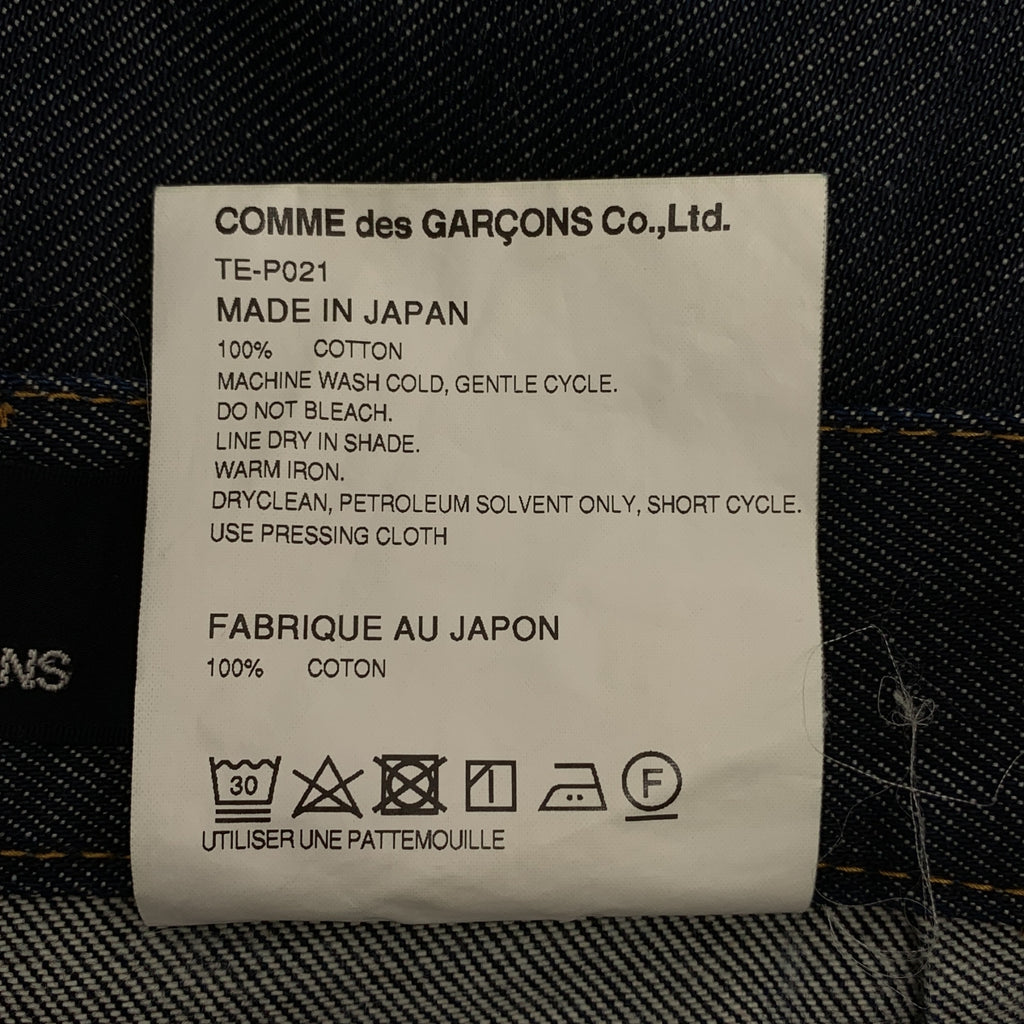 COMME des GARÇONS Co.,Ltd.
TE-P021
MADE IN JAPAN
100% COTTON
MACHINE WASH COLD, GENTLE CYCLE.
DO NOT BLEACH.
LINE DRY IN SHADE.
WARM IRON.
DRYCLEAN, PETROLEUM SOLVENT ONLY, SHORT CYCLE.
USE PRESSING CLOTH
FABRIQUE AU JAPON
100% COTON
NS
30 F
UTILISER UNE PATTEMOUILLE